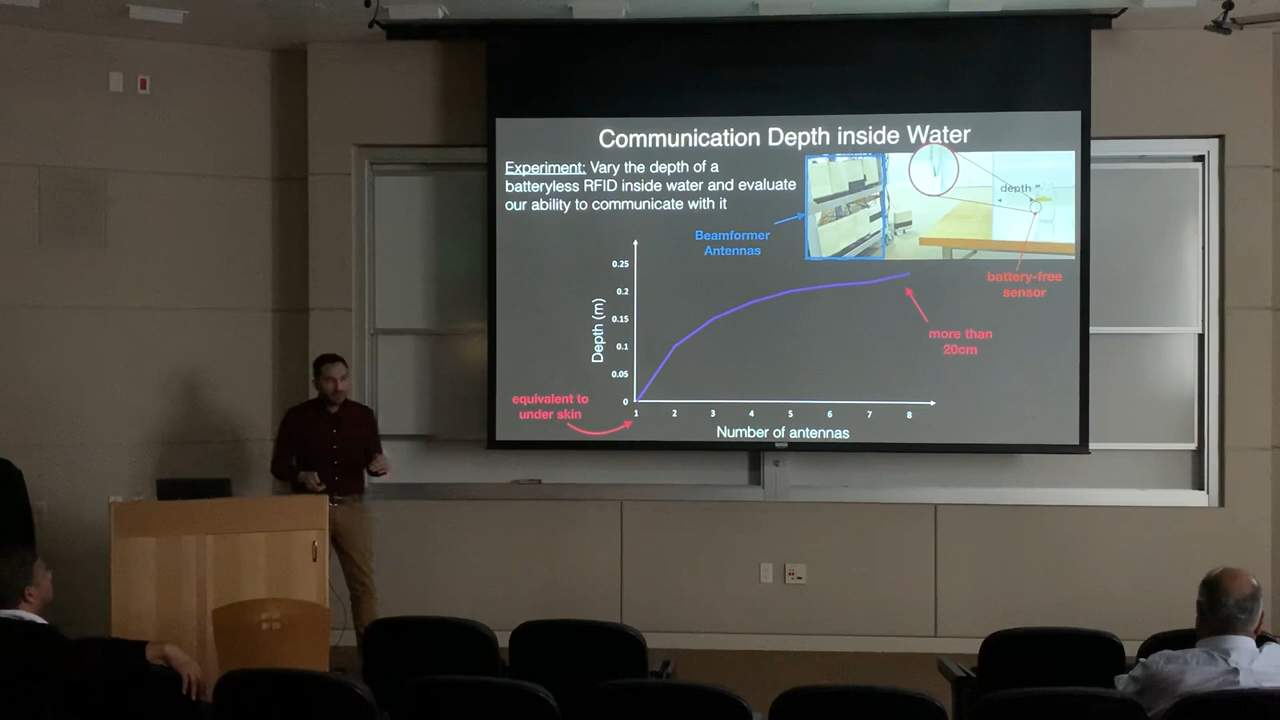 Communication Depth inside Water
Experiment: Vary the depth of a
batteryless RFID inside water and evaluate
our ability to communicate with it
depth
Beamformer
Antennas
battery-free
sensor
0.25
0.2
0.15
0.1
0.05
0
Depth (m)
more than
20cm
equivalent to
under skin
1 2 3 4 5 6 7 8
Number of antennas